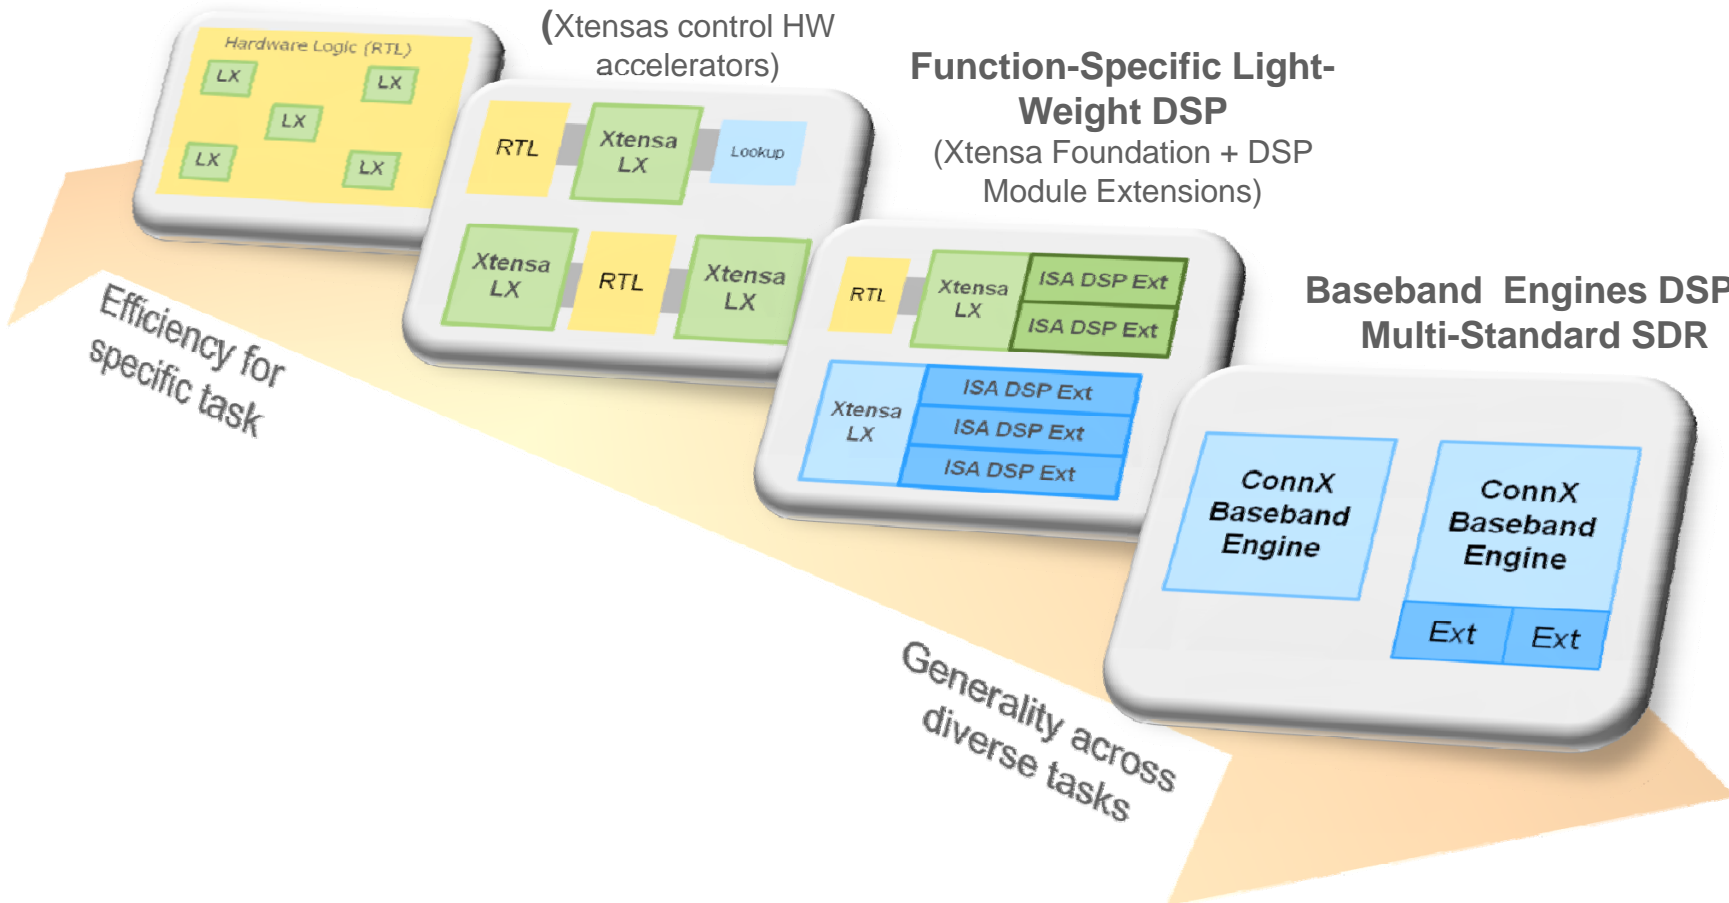 (Xtensas control HW
accelerators)
Hardware Logic (RTL)
LX
LX
LX
LX
LX
Function-Specific Light-
Weight DSP
(Xtensa Foundation + DSP
Module Extensions)
RTL
Xtensa
LX
Lookup
Xtensa
LX
RTL
Xtensa
LX
Baseband Engines DSP
Multi-Standard SDR
RTL
Xtensa
LX
ISA DSP Ext
ISA DSP Ext
Xtensa
LX
ISA DSP Ext
ISA DSP Ext
ISA DSP Ext
ConnX
Baseband
Engine
ConnX
Baseband
Engine
Ext
Ext
Efficiency for
specific task
Generality across
diverse tasks